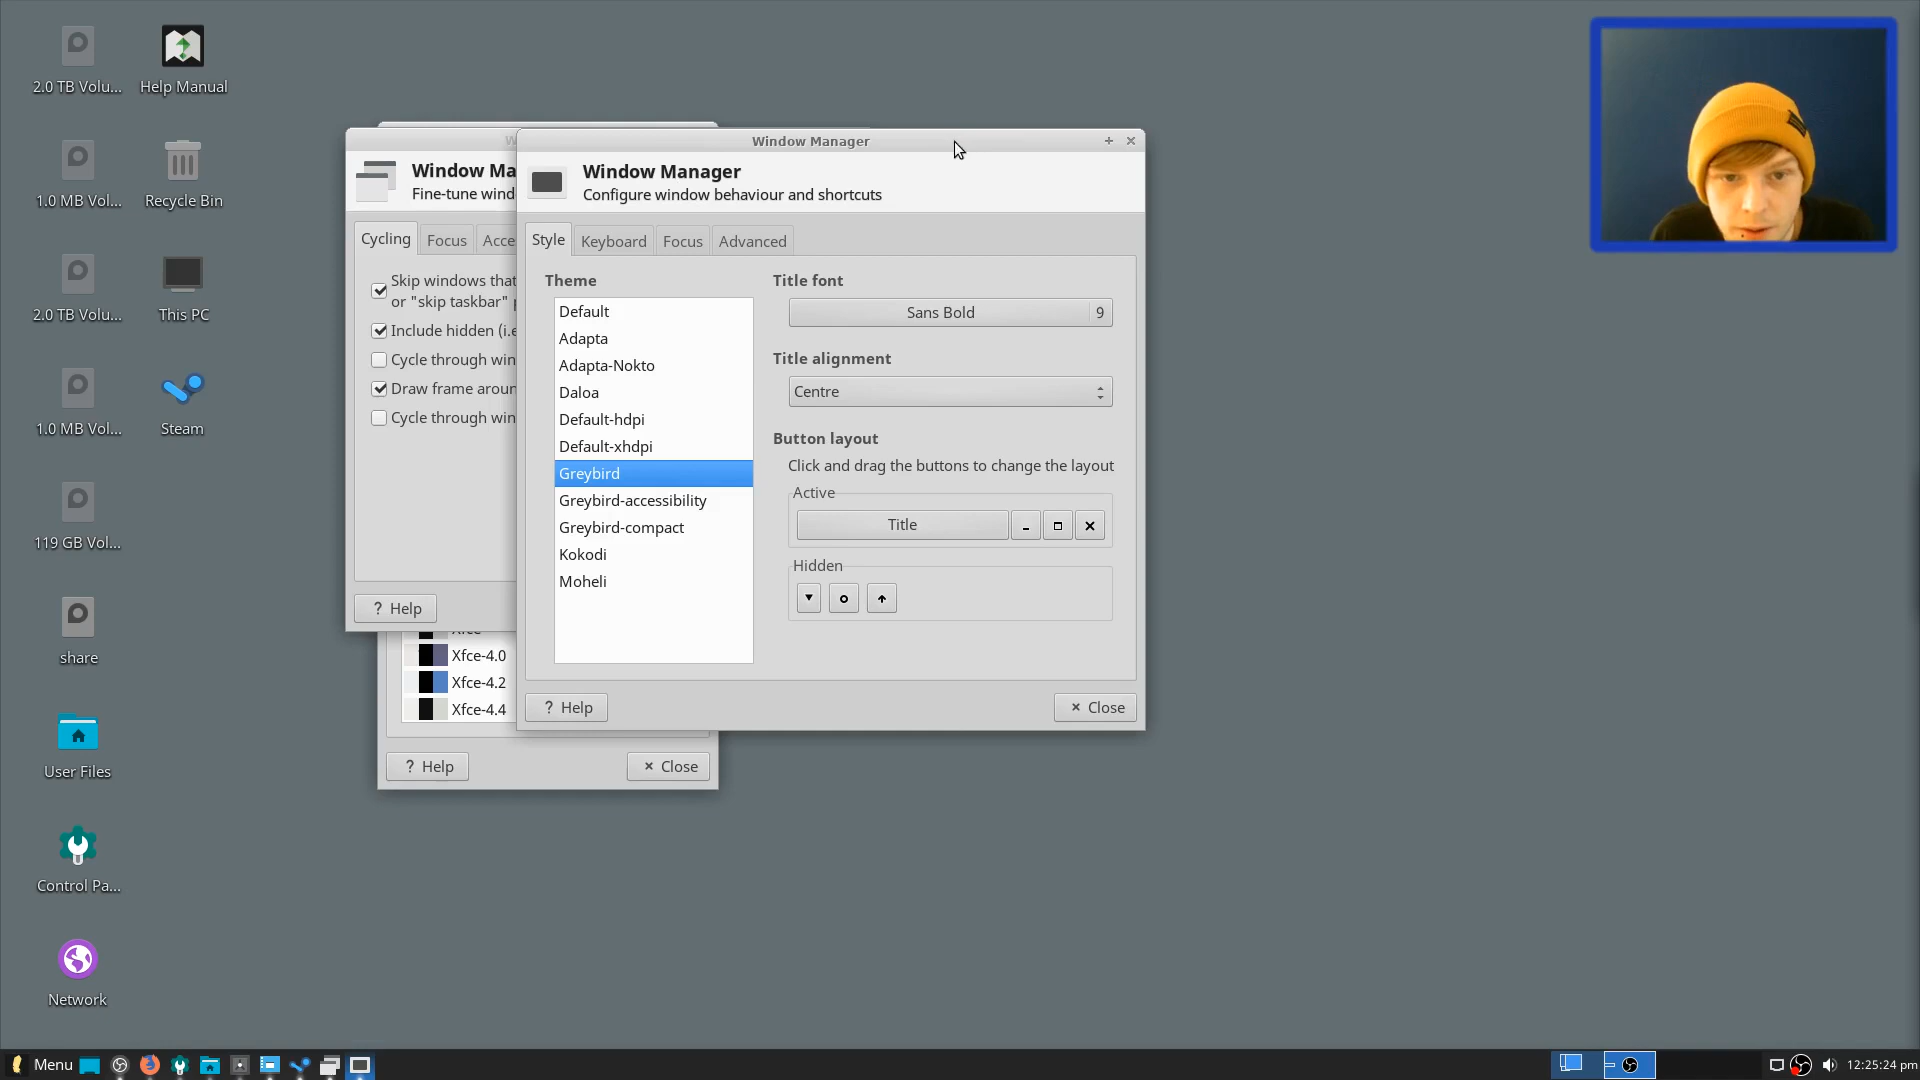 2.0 TB Volu...
Help Manual
1.0 MB Vol...
Recycle Bin
2.0 TB Volu...
This PC
1.0 MB Vol...
Steam
119 GB Vol...
share
User Files
Control Pa...
Network
Window Ma
Fine-tune wind
Cycling
Focus
Acce
Skip windows that
or "skip taskbar"
Include hidden (i.e
Cycle through win
Draw frame aroun
Cycle through win
? Help
Xfce-4.0
Xfce-4.2
Xfce-4.4
? Help
× Close
Window Manager
Window Manager
Configure window behaviour and shortcuts
Style
Keyboard
Focus
Advanced
Theme
Default
Adapta
Adapta-Nokto
Daloa
Default-hdpi
Default-xhdpi
Greybird
Greybird-accessibility
Greybird-compact
Kokodi
Moheli
Title font
Sans Bold 9
Title alignment
Centre
Button layout
Click and drag the buttons to change the layout
Active
Title
Hidden
? Help
× Close
Menu
12:25:24 pm